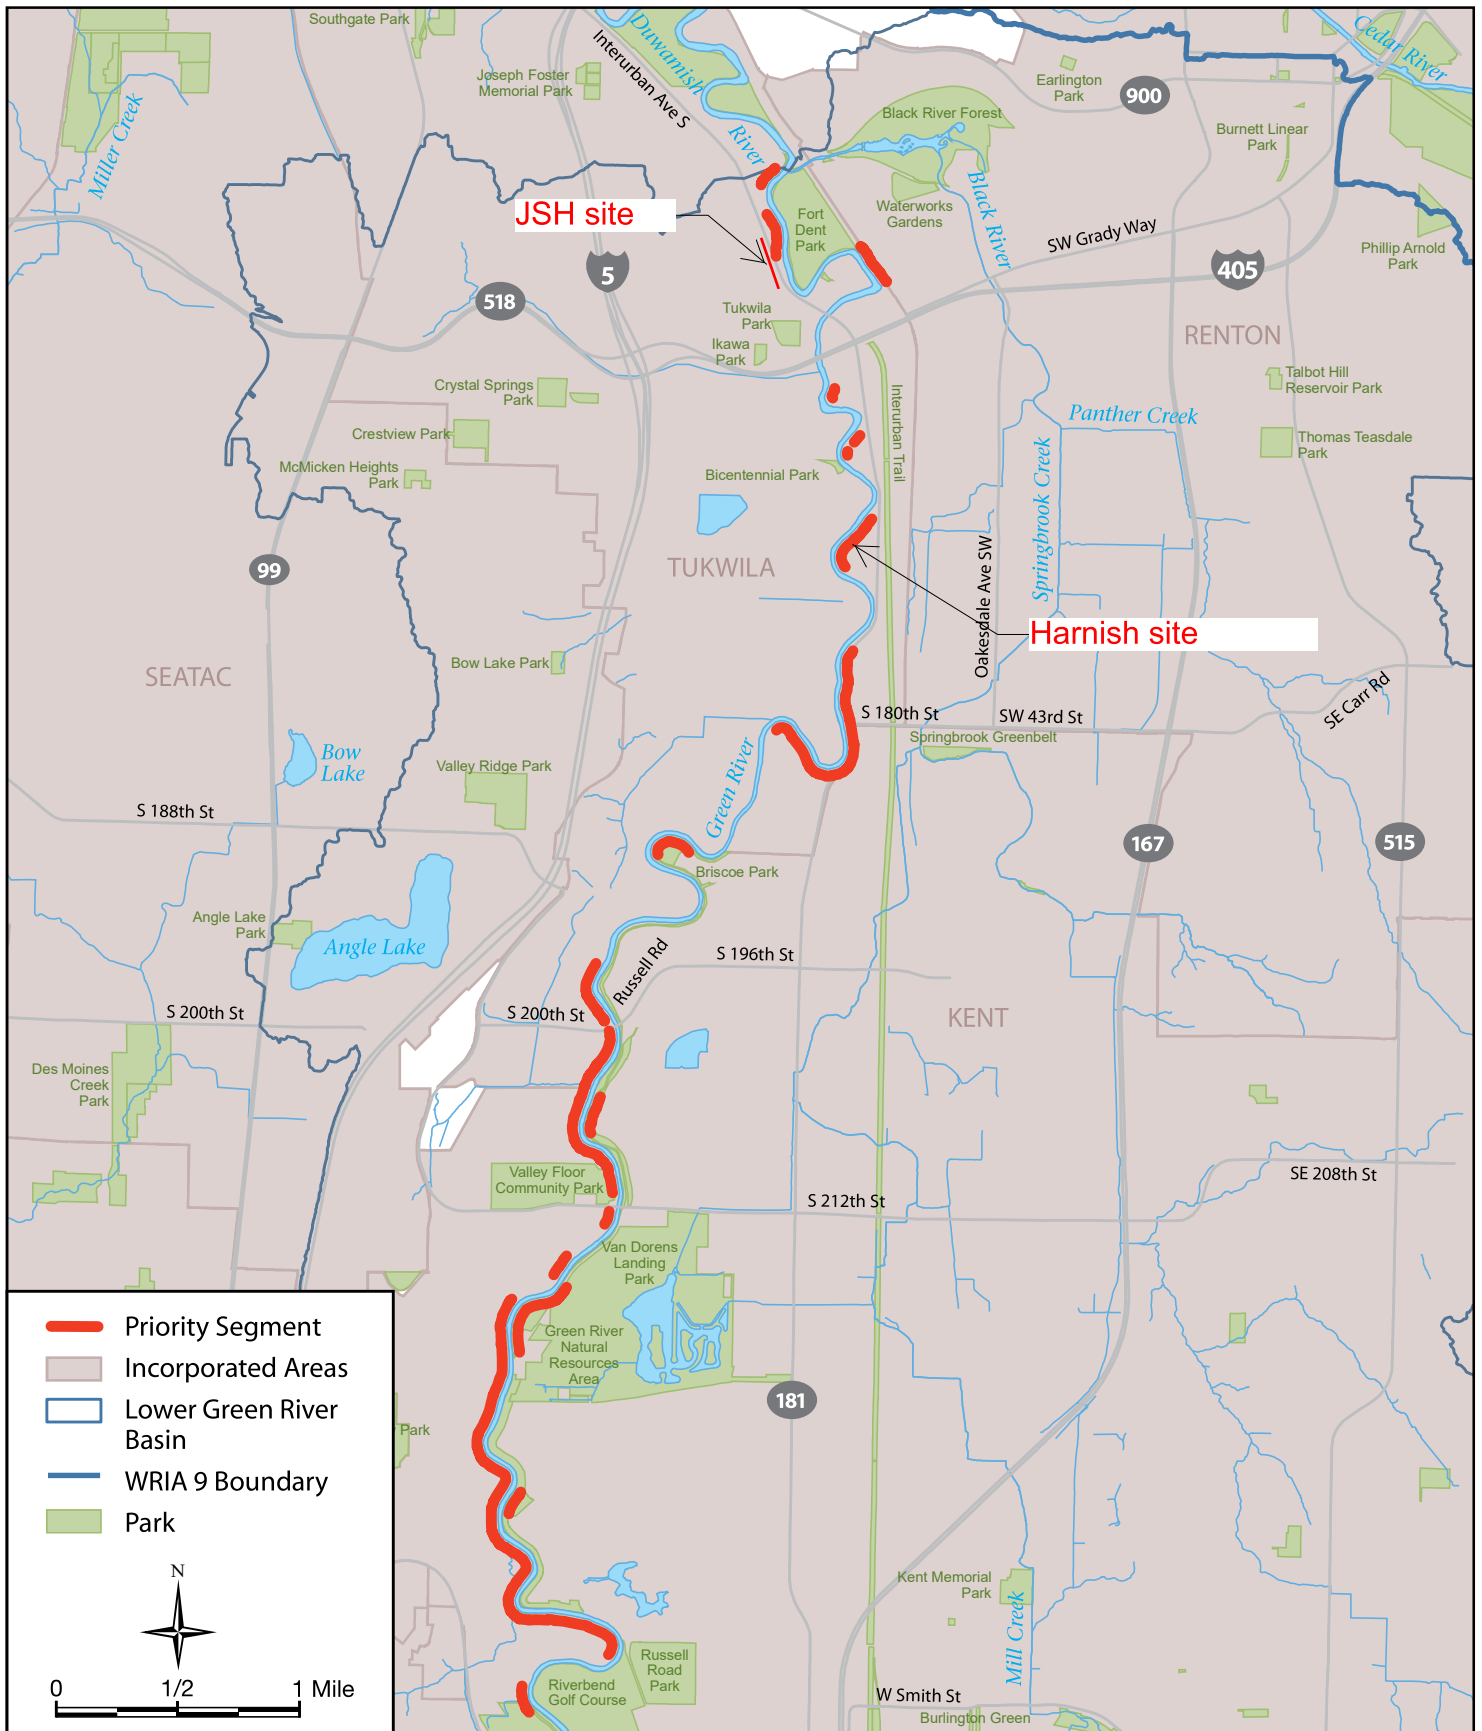 Southgate Park
Duwamish
River
Interurban Ave S
Cedar River
Joseph Foster
Memorial Park
Earlington
Park
900
Miller Creek
Black River Forest
Burnett Linear
Park
JSH site
Fort
Dent
Park
Waterworks
Gardens
Black River
SW Grady Way
Phillip Arnold
Park
5
405
518
Tukwila
Park
Ikawa
Park
RENTON
Crystal Springs
Park
Interurban Trail
Talbot Hill
Reservoir Park
Panther Creek
Crestview Park
Thomas Teasdale
Park
McMicken Heights
Park
Bicentennial Park
Springbrook Creek
99
TUKWILA
Oakesdale Ave SW
Harnish site
SEATAC
Bow Lake Park
SE Carr Rd
S 180th St
SW 43rd St
Springbrook Greenbelt
Bow
Lake
Valley Ridge Park
Green River
S 188th St
167
515
Briscoe Park
Angle Lake
Park
Angle Lake
Russell Rd
S 196th St
S 200th St
S 200th St
KENT
Des Moines
Creek
Park
Valley Floor
Community Park
SE 208th St
S 212th St
Van Dorens
Landing
Park
Green River
Natural
Resources
Area
181
Park
Priority Segment
Incorporated Areas
Lower Green River
Basin
WRIA 9 Boundary
Park
N
0
1/2
1 Mile
Kent Memorial
Park
Mill Creek
Russell
Road
Park
Riverbend
Golf Course
W Smith St
Burlington Green